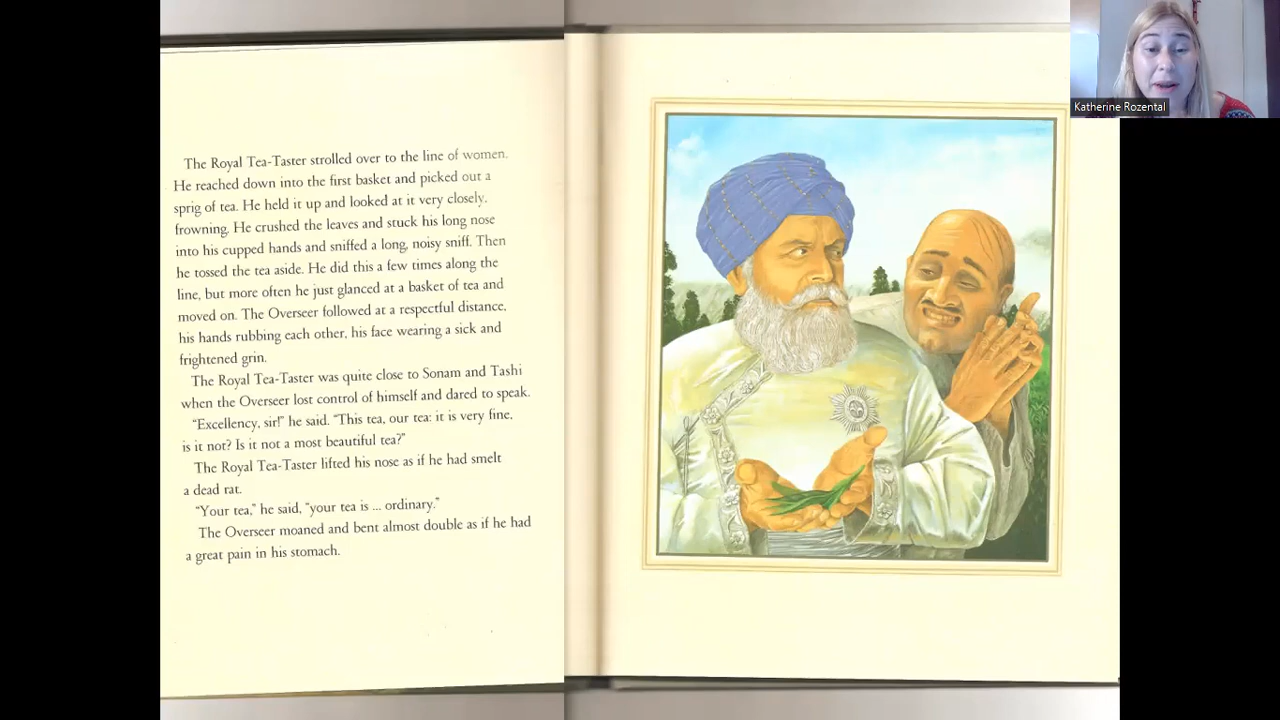 The Royal Tea-Taster strolled over to the line of women.
He reached down into the first basket and picked out a
sprig of tea. He held it up and looked at it very closely,
frowning. He crushed the leaves and stuck his long nose
into his cupped hands and sniffed a long, noisy sniff. Then
he tossed the tea aside. He did this a few times along the
line, but more often he just glanced at a basket of tea and
moved on. The Overseer followed at a respectful distance,
his hands rubbing each other, his face wearing a sick and
frightened grin.
The Royal Tea-Taster was quite close to Sonam and Tashi
when the Overseer lost control of himself and dared to speak.
“Excellency, sir!” he said. “This tea, our tea: it is very fine,
is it not? Is it not a most beautiful tea?”
The Royal Tea-Taster lifted his nose as if he had smelt
a dead rat.
“Your tea,” he said, “your tea is ... ordinary.”
The Overseer moaned and bent almost double as if he had
a great pain in his stomach.
Katherine Rozental